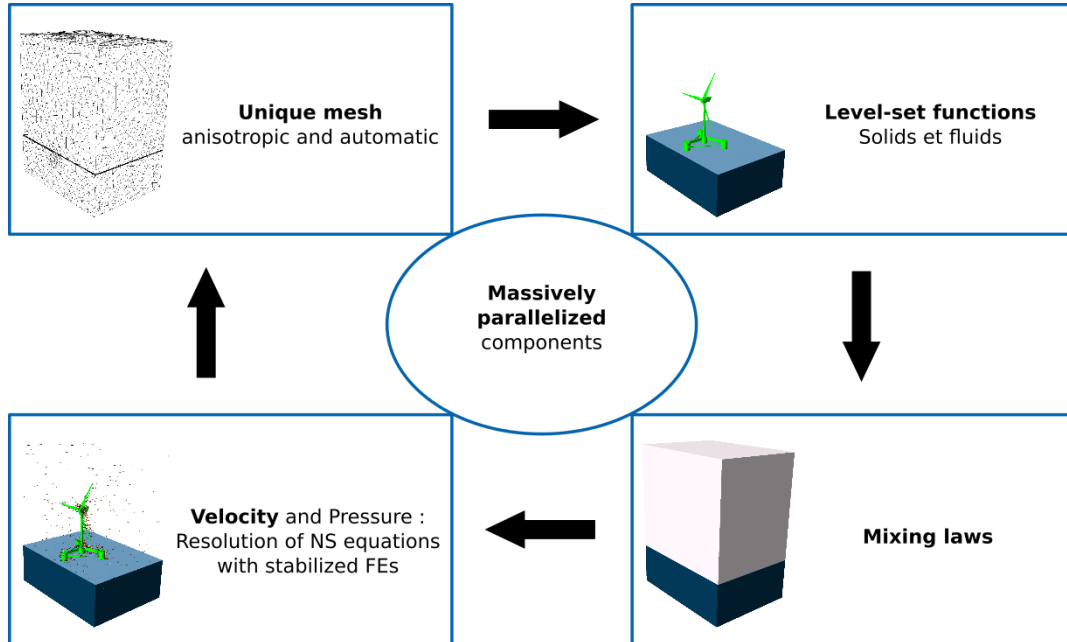 Unique mesh
anisotropic and automatic
Level-set functions
Solids et fluids
Massively
parallelized
components
Velocity and Pressure :
Resolution of NS equations
with stabilized FEs
Mixing laws